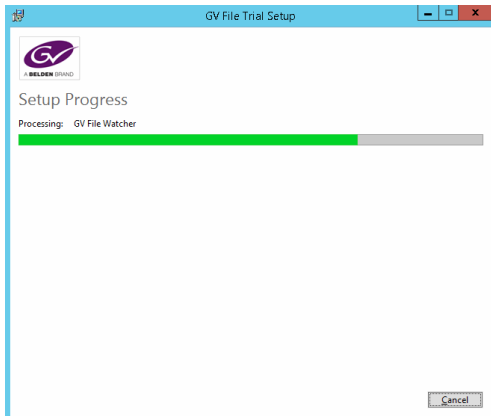 GV File Trial Setup
GV
A BELDEN BRAND
Setup Progress
Processing: GV File Watcher
Cancel